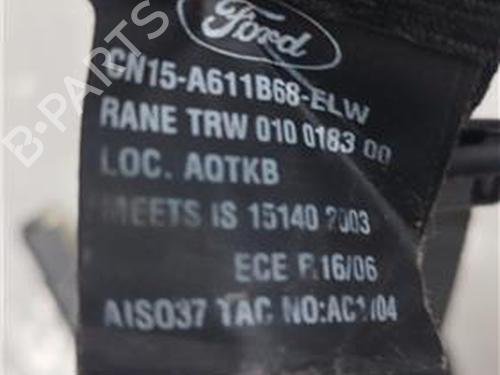 Ford
CN15-A611B68-ELW
RANE TRW 010 0183 00
LOC. AQTKB
MEETS IS 15140 2003
ECE R16/06
AIS037 TAC NO:AC1704
B-Parts